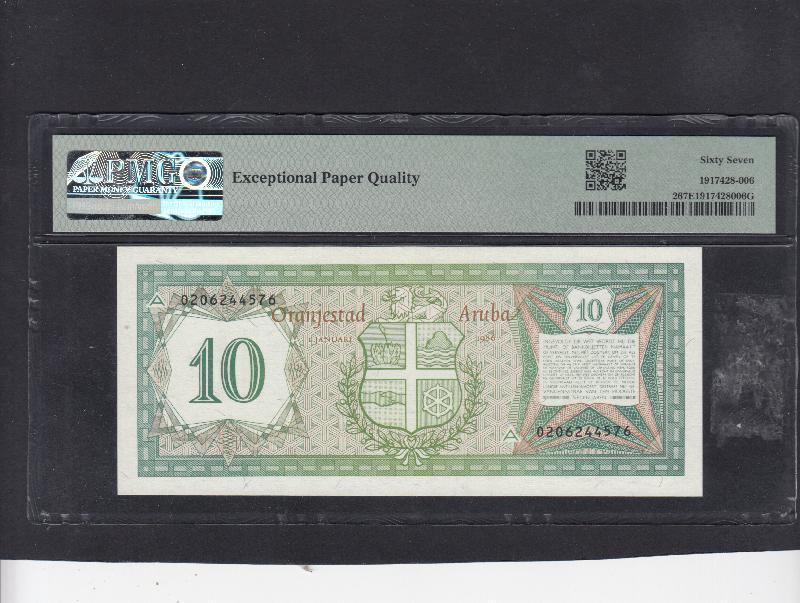 PMG
PAPER MONEY GUARANTY
Exceptional Paper Quality
Sixty Seven
1917428-006
267E1917428006G
A 0206244576
Oranjestad Aruba
1 JANUARI 1986
10
10
A 0206244576